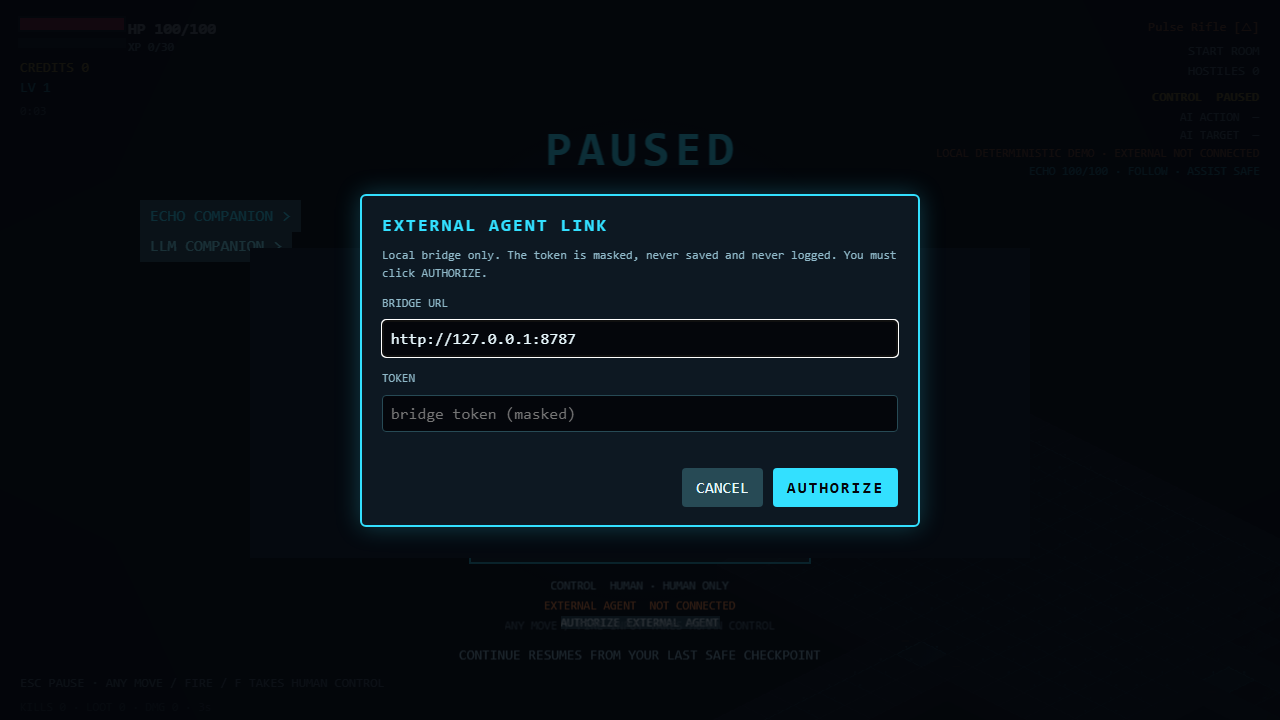 HP 100/100
XP 0/30
CREDITS 0
LV 1
Pulse Rifle
START ROOM
HOSTILES 0
CONTROL PAUSED
AI ACTION —
AI TARGET —
LOCAL DETERMINISTIC DEMO · EXTERNAL NOT CONNECTED
ECHO 100/100 · FOLLOW · ASSIST SAFE
PAUSED
ECHO COMPANION >
LLM COMPANION >
EXTERNAL AGENT LINK
Local bridge only. The token is masked, never saved and never logged. You must
click AUTHORIZE.
BRIDGE URL
http://127.0.0.1:8787
TOKEN
bridge token (masked)
CANCEL
AUTHORIZE
CONTROL HUMAN · HUMAN ONLY
EXTERNAL AGENT NOT CONNECTED
AUTHORIZE EXTERNAL AGENT
ANY MOVE CONTROL
CONTINUE RESUMES FROM YOUR LAST SAFE CHECKPOINT
ESC PAUSE · ANY MOVE / FIRE / F TAKES HUMAN CONTROL